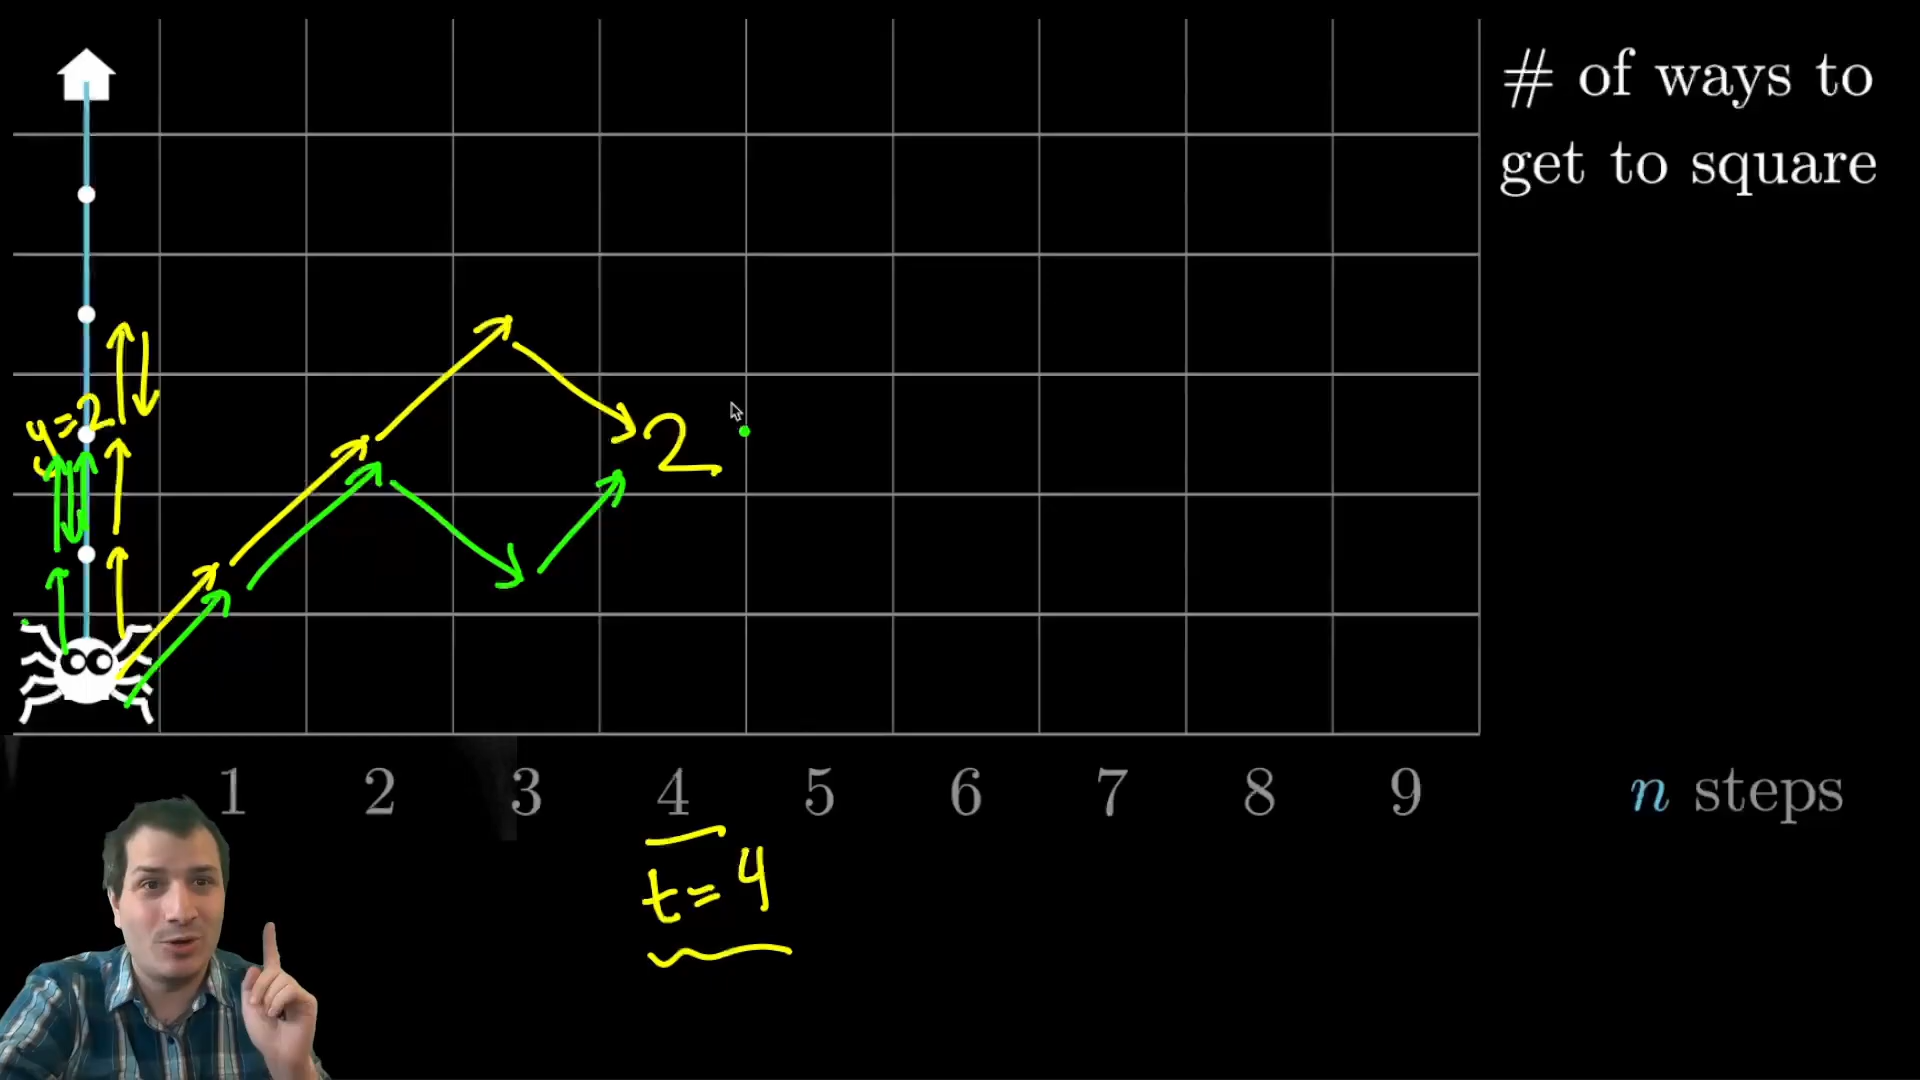 # of ways to
get to square
y=2
2
1 2 3 4 5 6 7 8 9
n steps
t=4